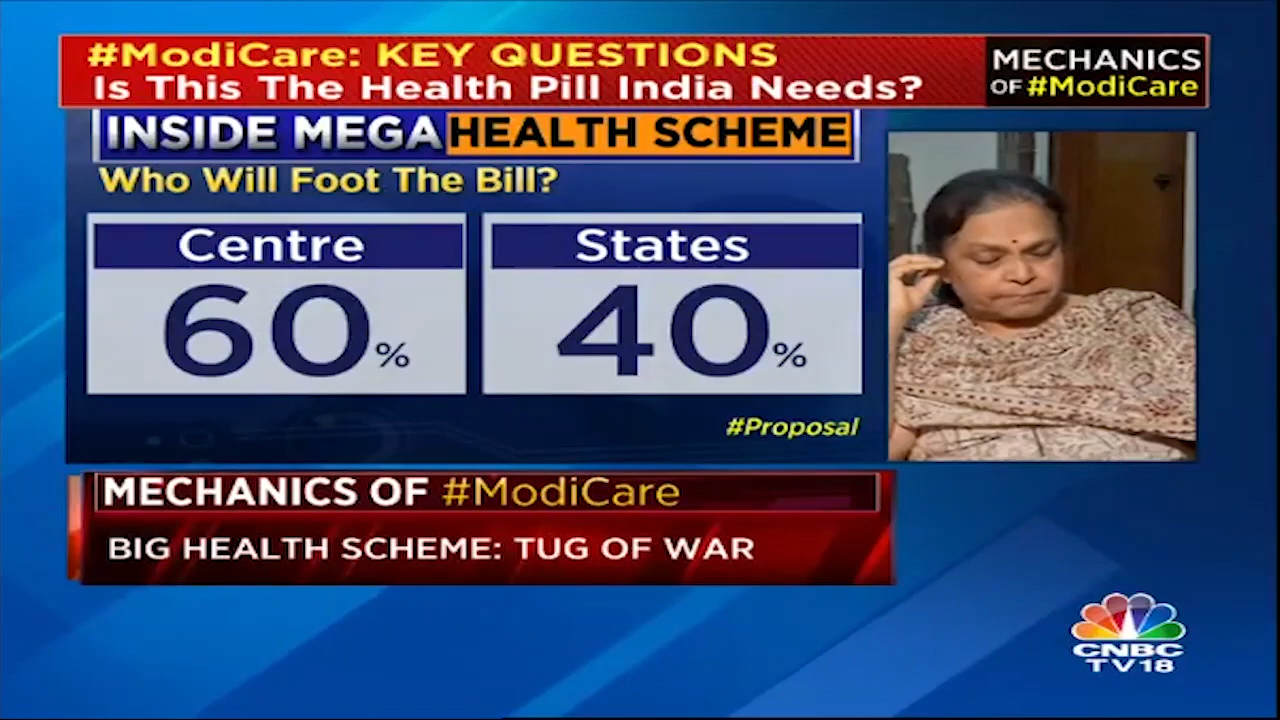 #ModiCare: KEY QUESTIONS
Is This The Health Pill India Needs?
MECHANICS
OF #ModiCare
INSIDE MEGA HEALTH SCHEME
Who Will Foot The Bill?
Centre
60%
States
40%
#Proposal
MECHANICS OF #ModiCare
BIG HEALTH SCHEME: TUG OF WAR
CNBC
TV18